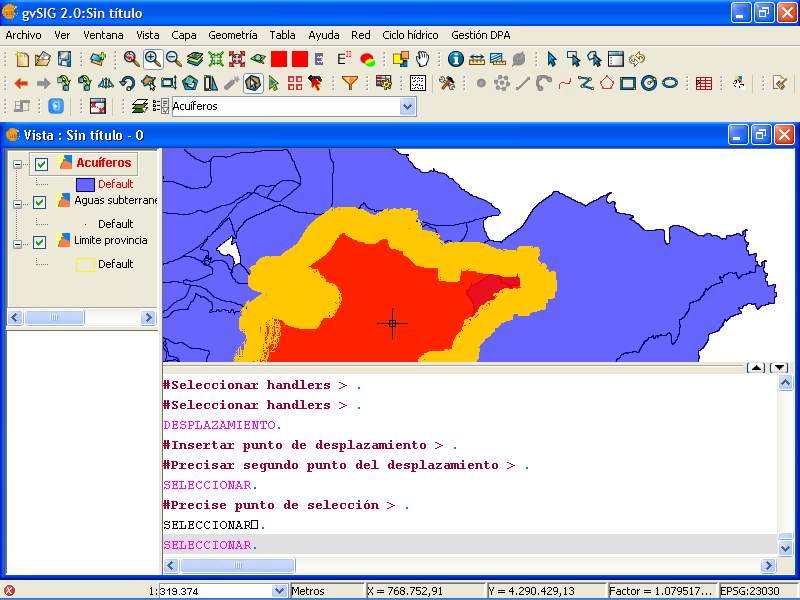 gvSIG 2.0:Sin título
Archivo Ver Ventana Vista Capa Geometría Tabla Ayuda Red Ciclo hídrico Gestión DPA
Acuíferos
Vista : Sin título - 0
Acuíferos
Default
Aguas subterrane
Default
Limite provincia
Default
#Seleccionar handlers > .
#Seleccionar handlers > .
DESPLAZAMIENTO.
#Insertar punto de desplazamiento > .
#Precisar segundo punto del desplazamiento > .
SELECCIONAR.
#Precise punto de selección > .
SELECCIONAR▯.
SELECCIONAR.
1:319.374 Metros X = 768.752,91 Y = 4.290.429,13 Factor = 1.079517... EPSG:23030